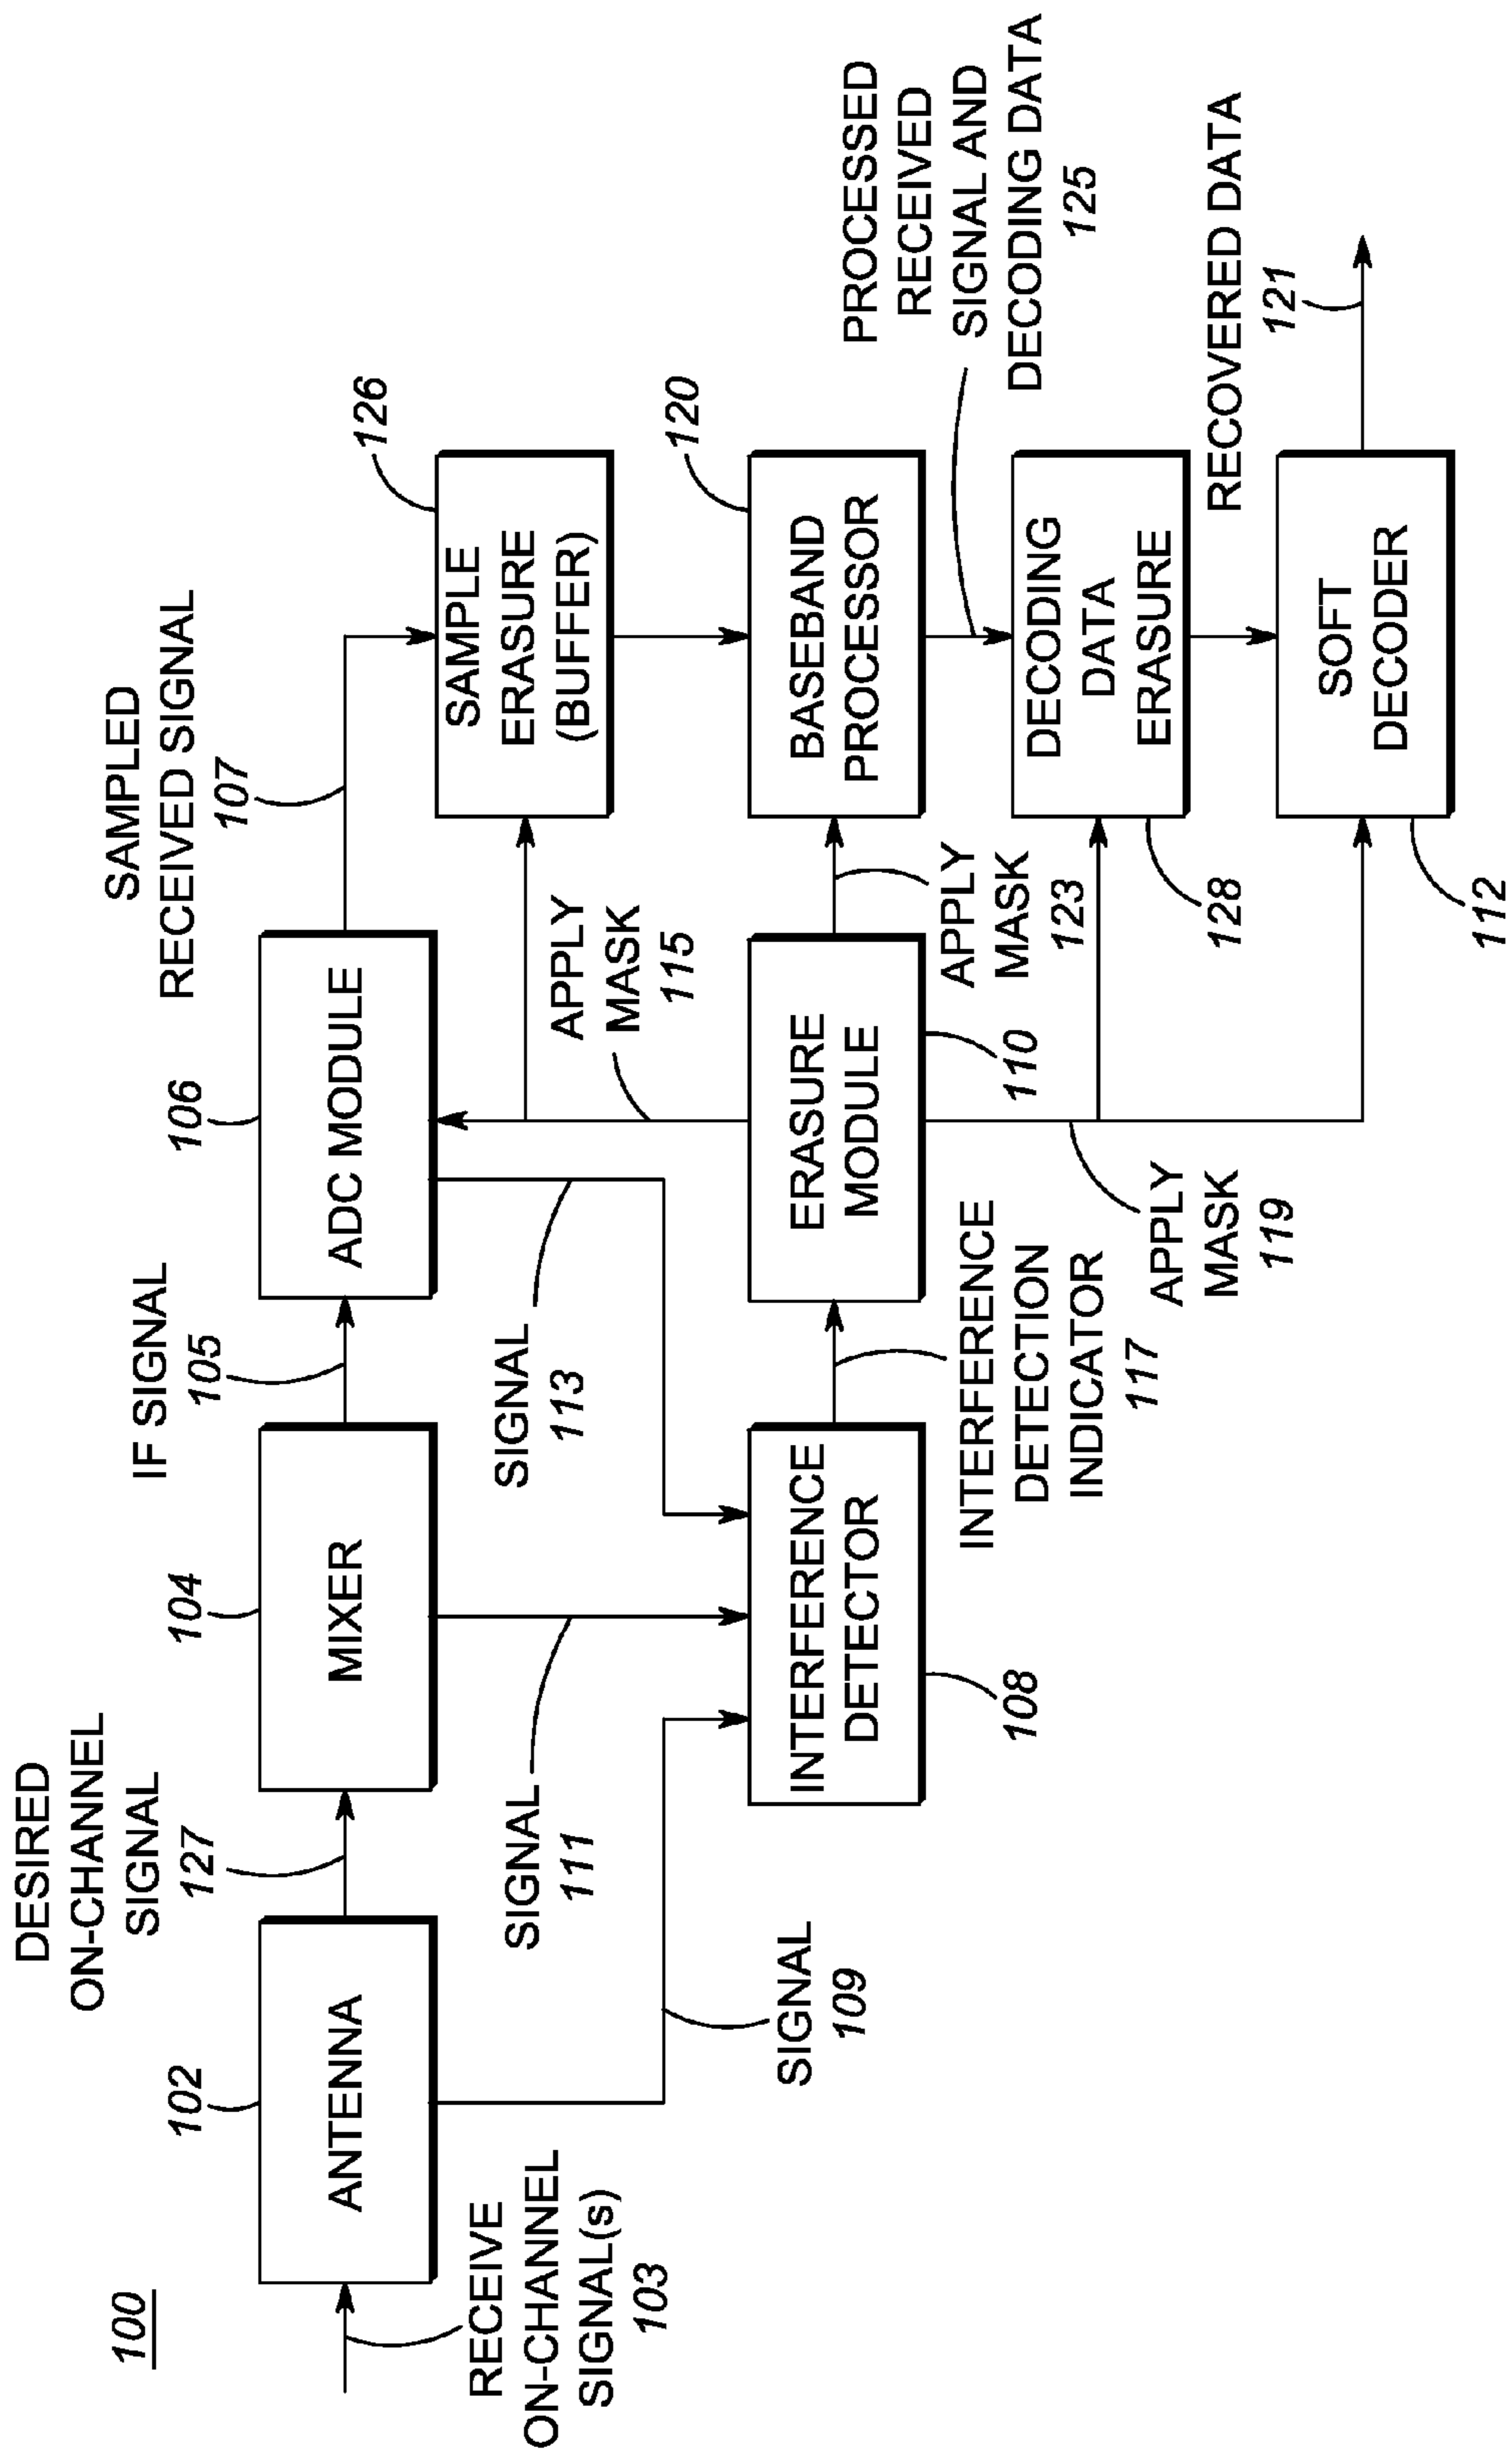 100
DESIRED
ON-CHANNEL
SIGNAL
127
IF SIGNAL
105
SAMPLED
RECEIVED SIGNAL
107
102
ANTENNA
104
MIXER
106
ADC MODULE
126
SAMPLE
ERASURE
(BUFFER)
RECEIVE
ON-CHANNEL
SIGNAL(s)
103
SIGNAL
109
SIGNAL
111
SIGNAL
113
APPLY
MASK
115
120
INTERFERENCE
DETECTOR
108
ERASURE
MODULE
110
BASEBAND
PROCESSOR
PROCESSED
RECEIVED
SIGNAL AND
DECODING DATA
125
INTERFERENCE
DETECTION
INDICATOR
117
APPLY
MASK
123
DECODING
DATA
ERASURE
128
APPLY
MASK
119
SOFT
DECODER
112
RECOVERED DATA
121